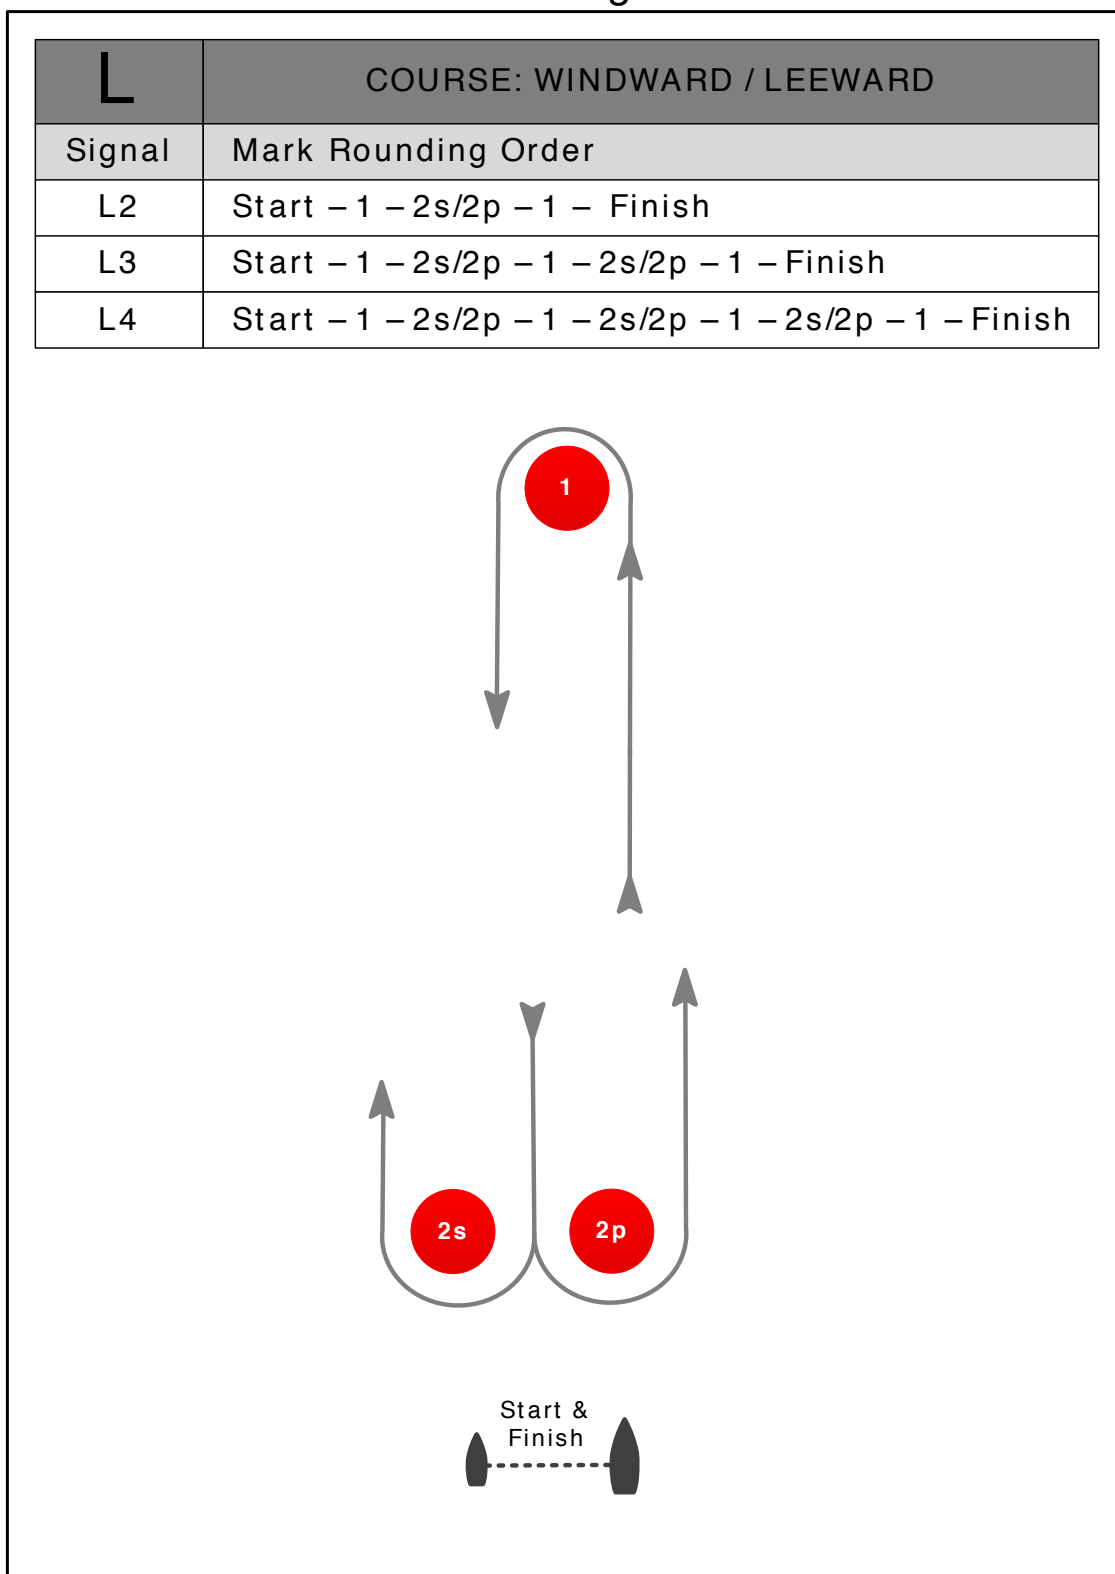 L COURSE: WINDWARD / LEEWARD
Signal Mark Rounding Order
L2 Start – 1 – 2s/2p – 1 – Finish
L3 Start – 1 – 2s/2p – 1 – 2s/2p – 1 – Finish
L4 Start – 1 – 2s/2p – 1 – 2s/2p – 1 – 2s/2p – 1 – Finish
1
2s 2p
Start &
Finish